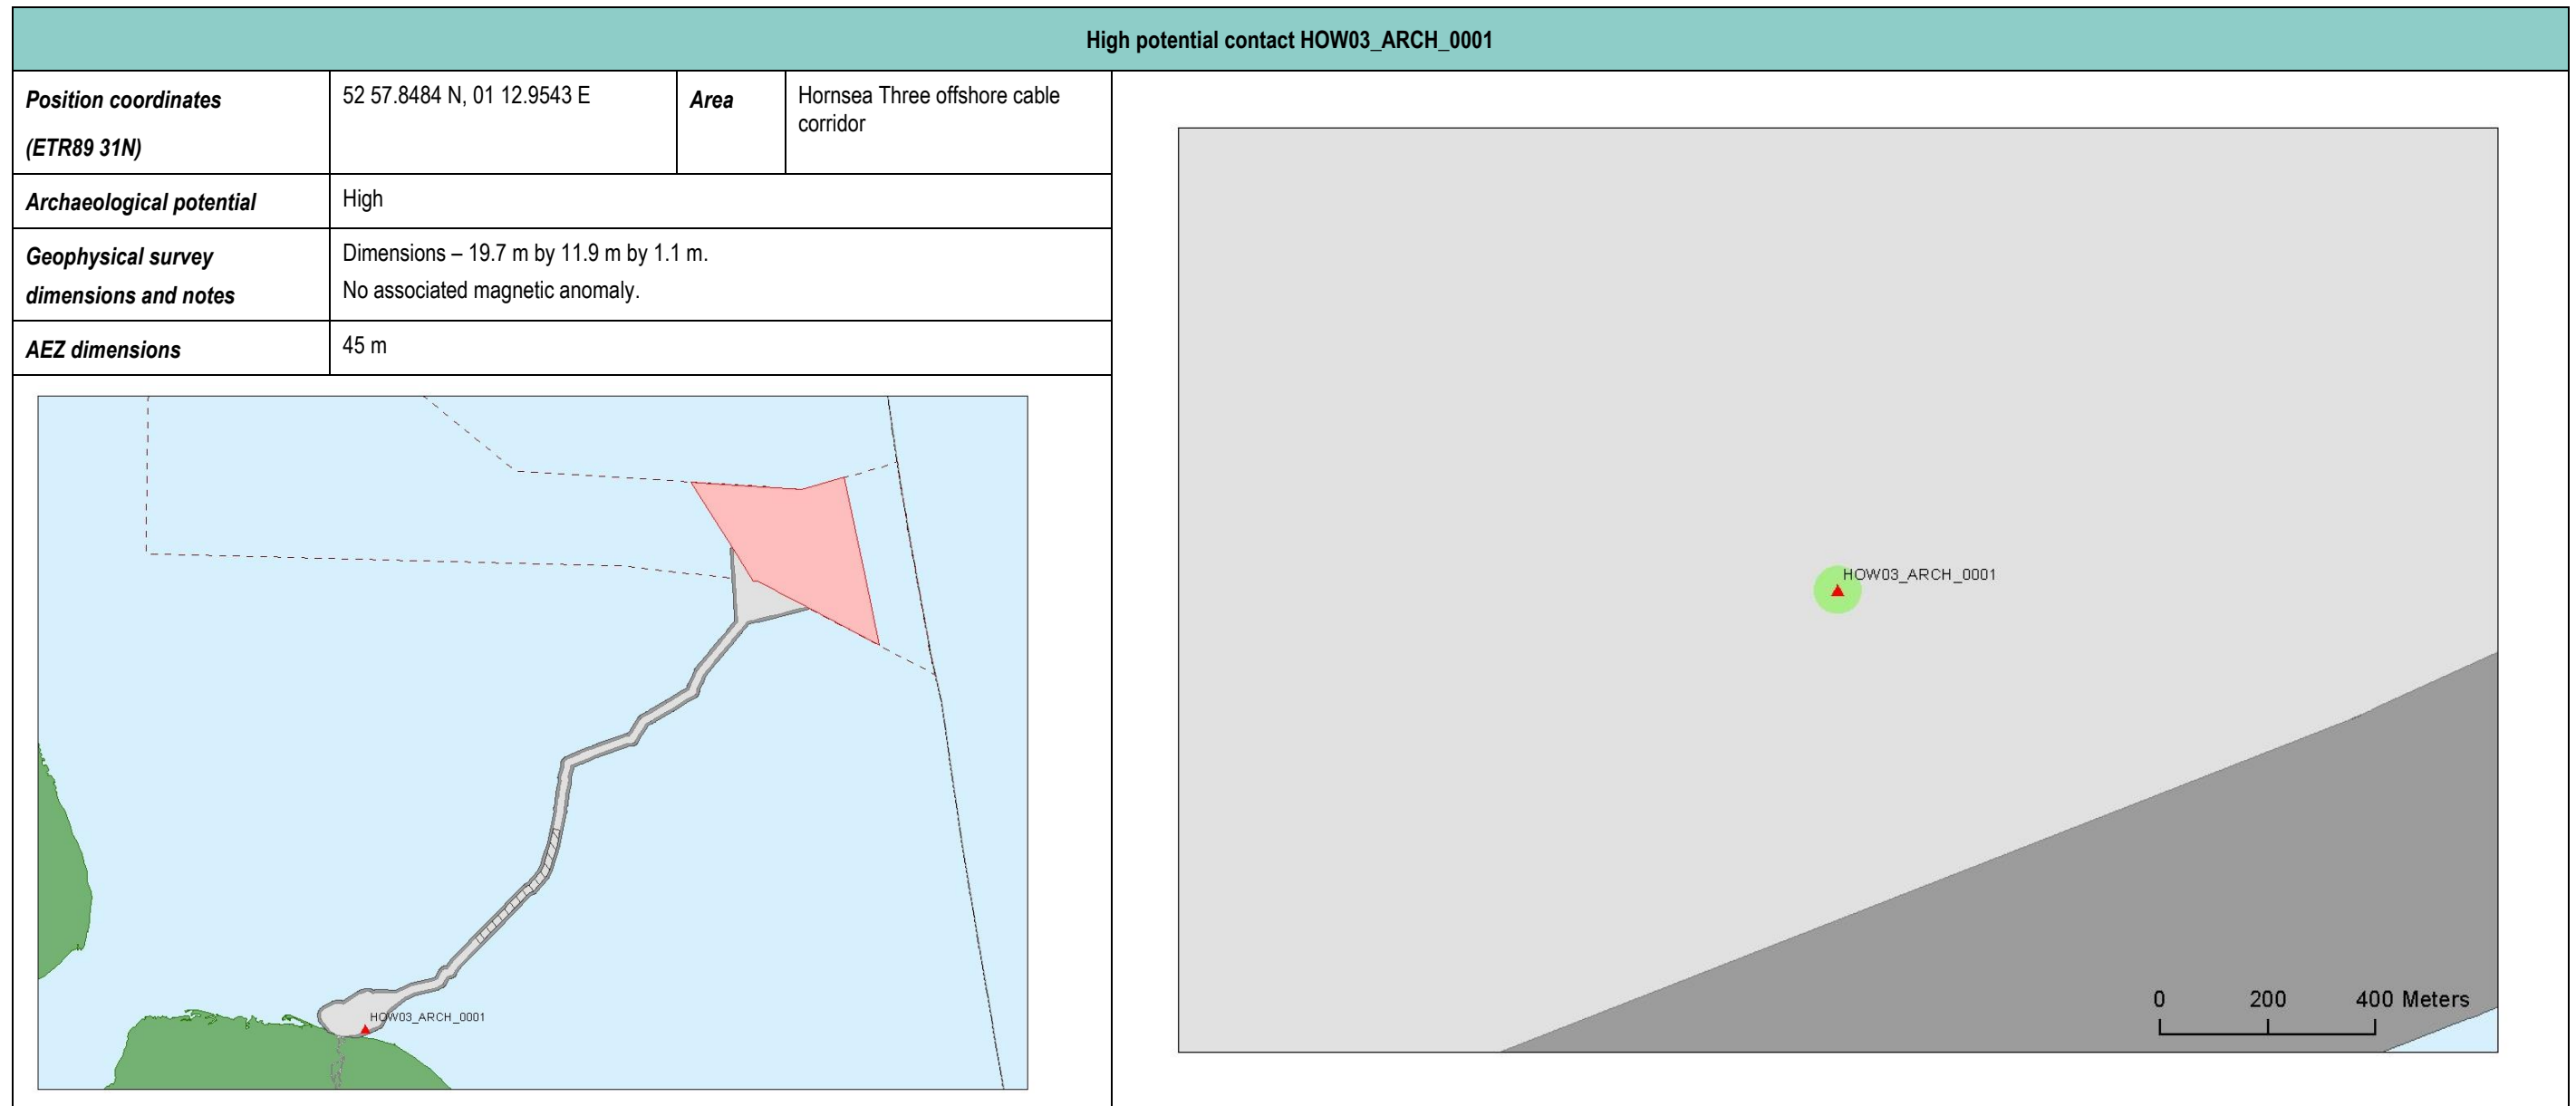 High potential contact HOW03_ARCH_0001
Position coordinates
(ETR89 31N)
52 57.8484 N, 01 12.9543 E
Area
Hornsea Three offshore cable
corridor
Archaeological potential
High
Geophysical survey
dimensions and notes
Dimensions – 19.7 m by 11.9 m by 1.1 m.
No associated magnetic anomaly.
AEZ dimensions
45 m
HOW03_ARCH_0001
HOW03_ARCH_0001
0 200 400 Meters